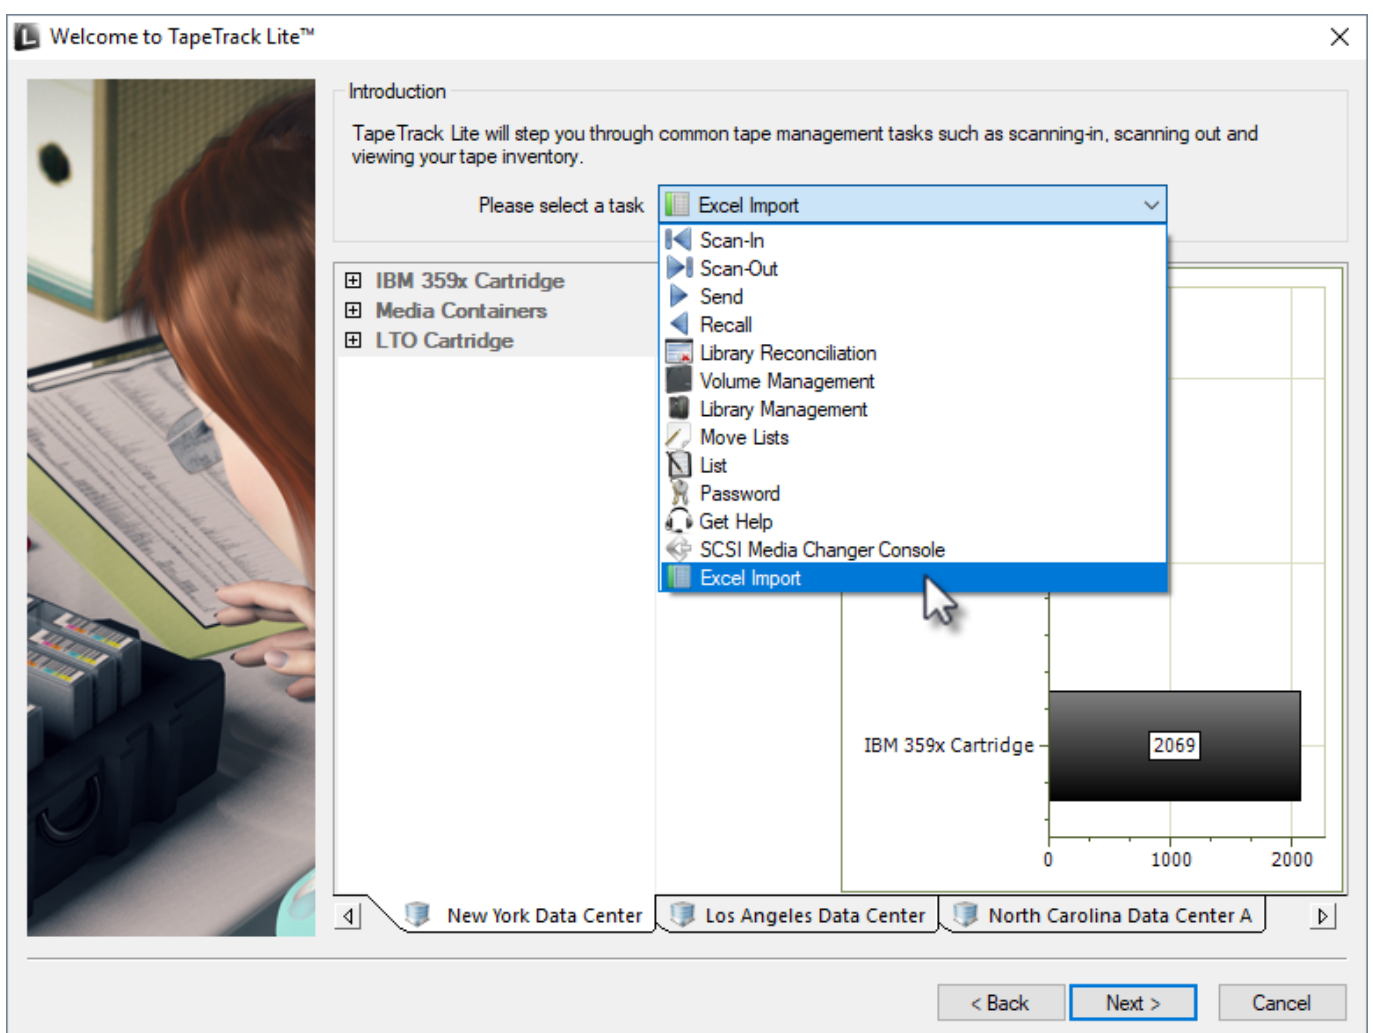 Welcome to TapeTrack Lite™
Introduction
TapeTrack Lite will step you through common tape management tasks such as scanning-in, scanning out and
viewing your tape inventory.
Please select a task
Excel Import
Scan-In
Scan-Out
Send
Recall
Library Reconciliation
Volume Management
Library Management
Move Lists
List
Password
Get Help
SCSI Media Changer Console
Excel Import
IBM 359x Cartridge
Media Containers
LTO Cartridge
IBM 359x Cartridge
2069
0 1000 2000
New York Data Center
Los Angeles Data Center
North Carolina Data Center A
< Back
Next >
Cancel